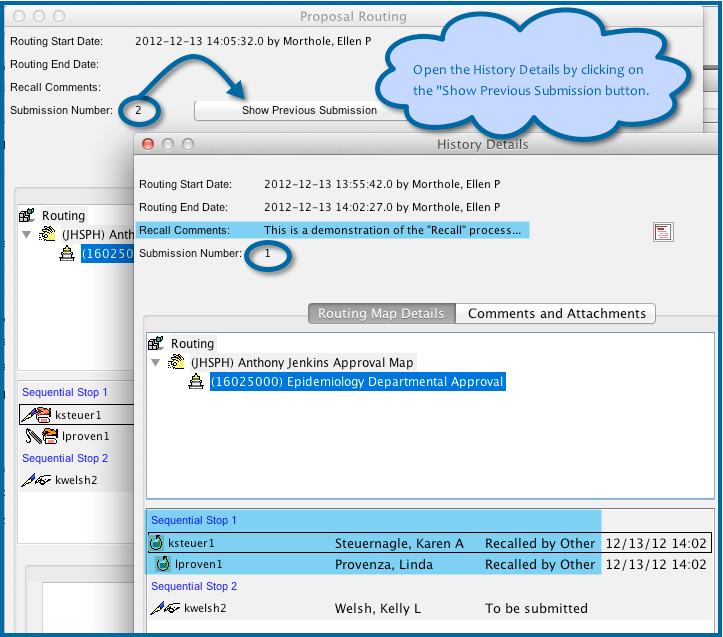 Proposal Routing
Routing Start Date: 2012-12-13 14:05:32.0 by Morthole, Ellen P
Routing End Date:
Recall Comments:
Submission Number: 2 Show Previous Submission
Open the History Details by clicking on
the "Show Previous Submission button.
Routing
(JHSPH) Anth
(160250
Sequential Stop 1
ksteuer1
lproven1
Sequential Stop 2
kwelsh2
History Details
Routing Start Date: 2012-12-13 13:55:42.0 by Morthole, Ellen P
Routing End Date: 2012-12-13 14:02:27.0 by Morthole, Ellen P
Recall Comments: This is a demonstration of the "Recall" process...
Submission Number: 1
Routing Map Details Comments and Attachments
Routing
(JHSPH) Anthony Jenkins Approval Map
(16025000) Epidemiology Departmental Approval
Sequential Stop 1
ksteuer1 Steuernagle, Karen A Recalled by Other 12/13/12 14:02
lproven1 Provenza, Linda Recalled by Other 12/13/12 14:02
Sequential Stop 2
kwelsh2 Welsh, Kelly L To be submitted